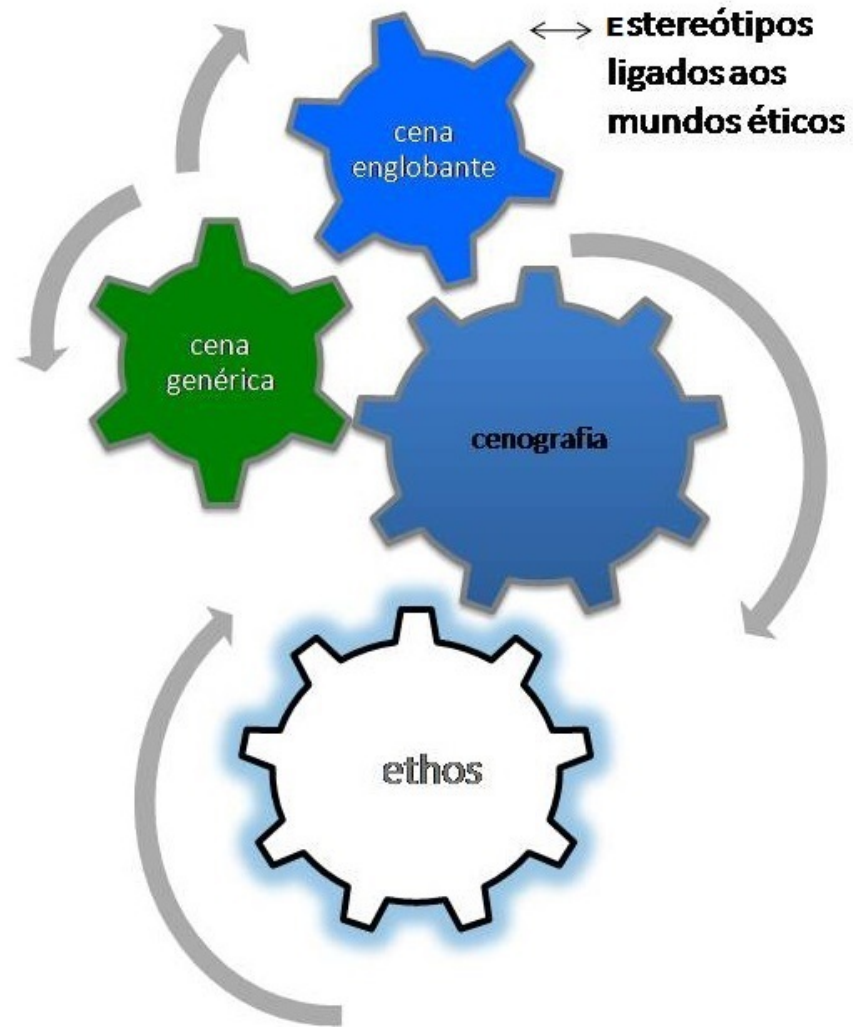 Estereótipos
ligados aos
mundos éticos
cena
englobante
cena
genérica
cenografia
ethos